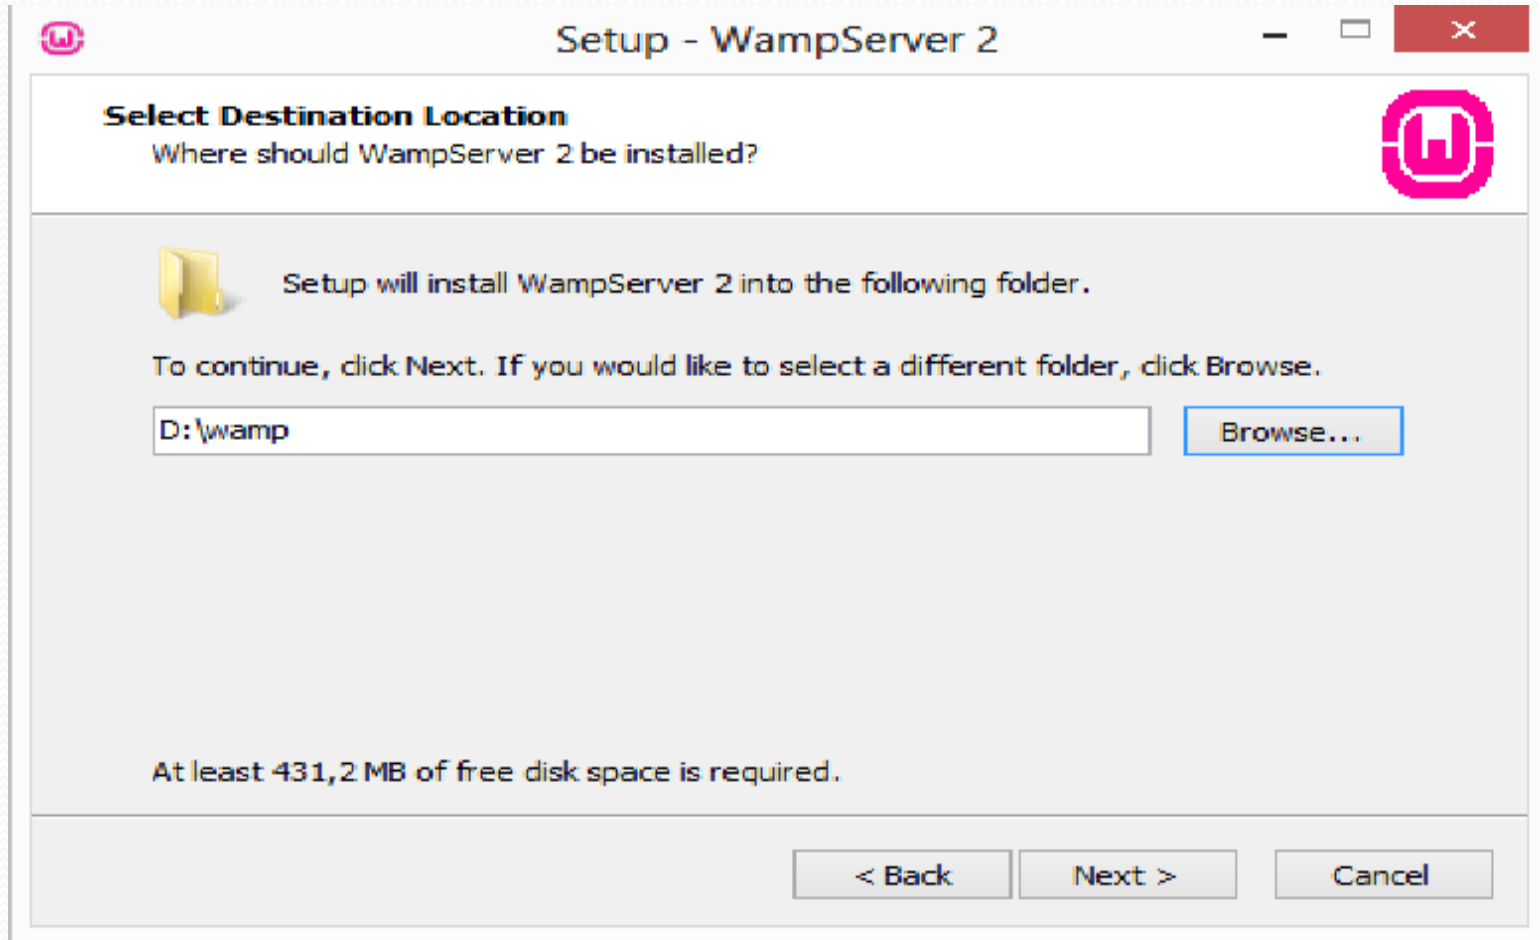 Setup - WampServer 2
Select Destination Location
Where should WampServer 2 be installed?
Setup will install WampServer 2 into the following folder.
To continue, click Next. If you would like to select a different folder, click Browse.
D:\wamp
Browse...
At least 431,2 MB of free disk space is required.
< Back
Next >
Cancel